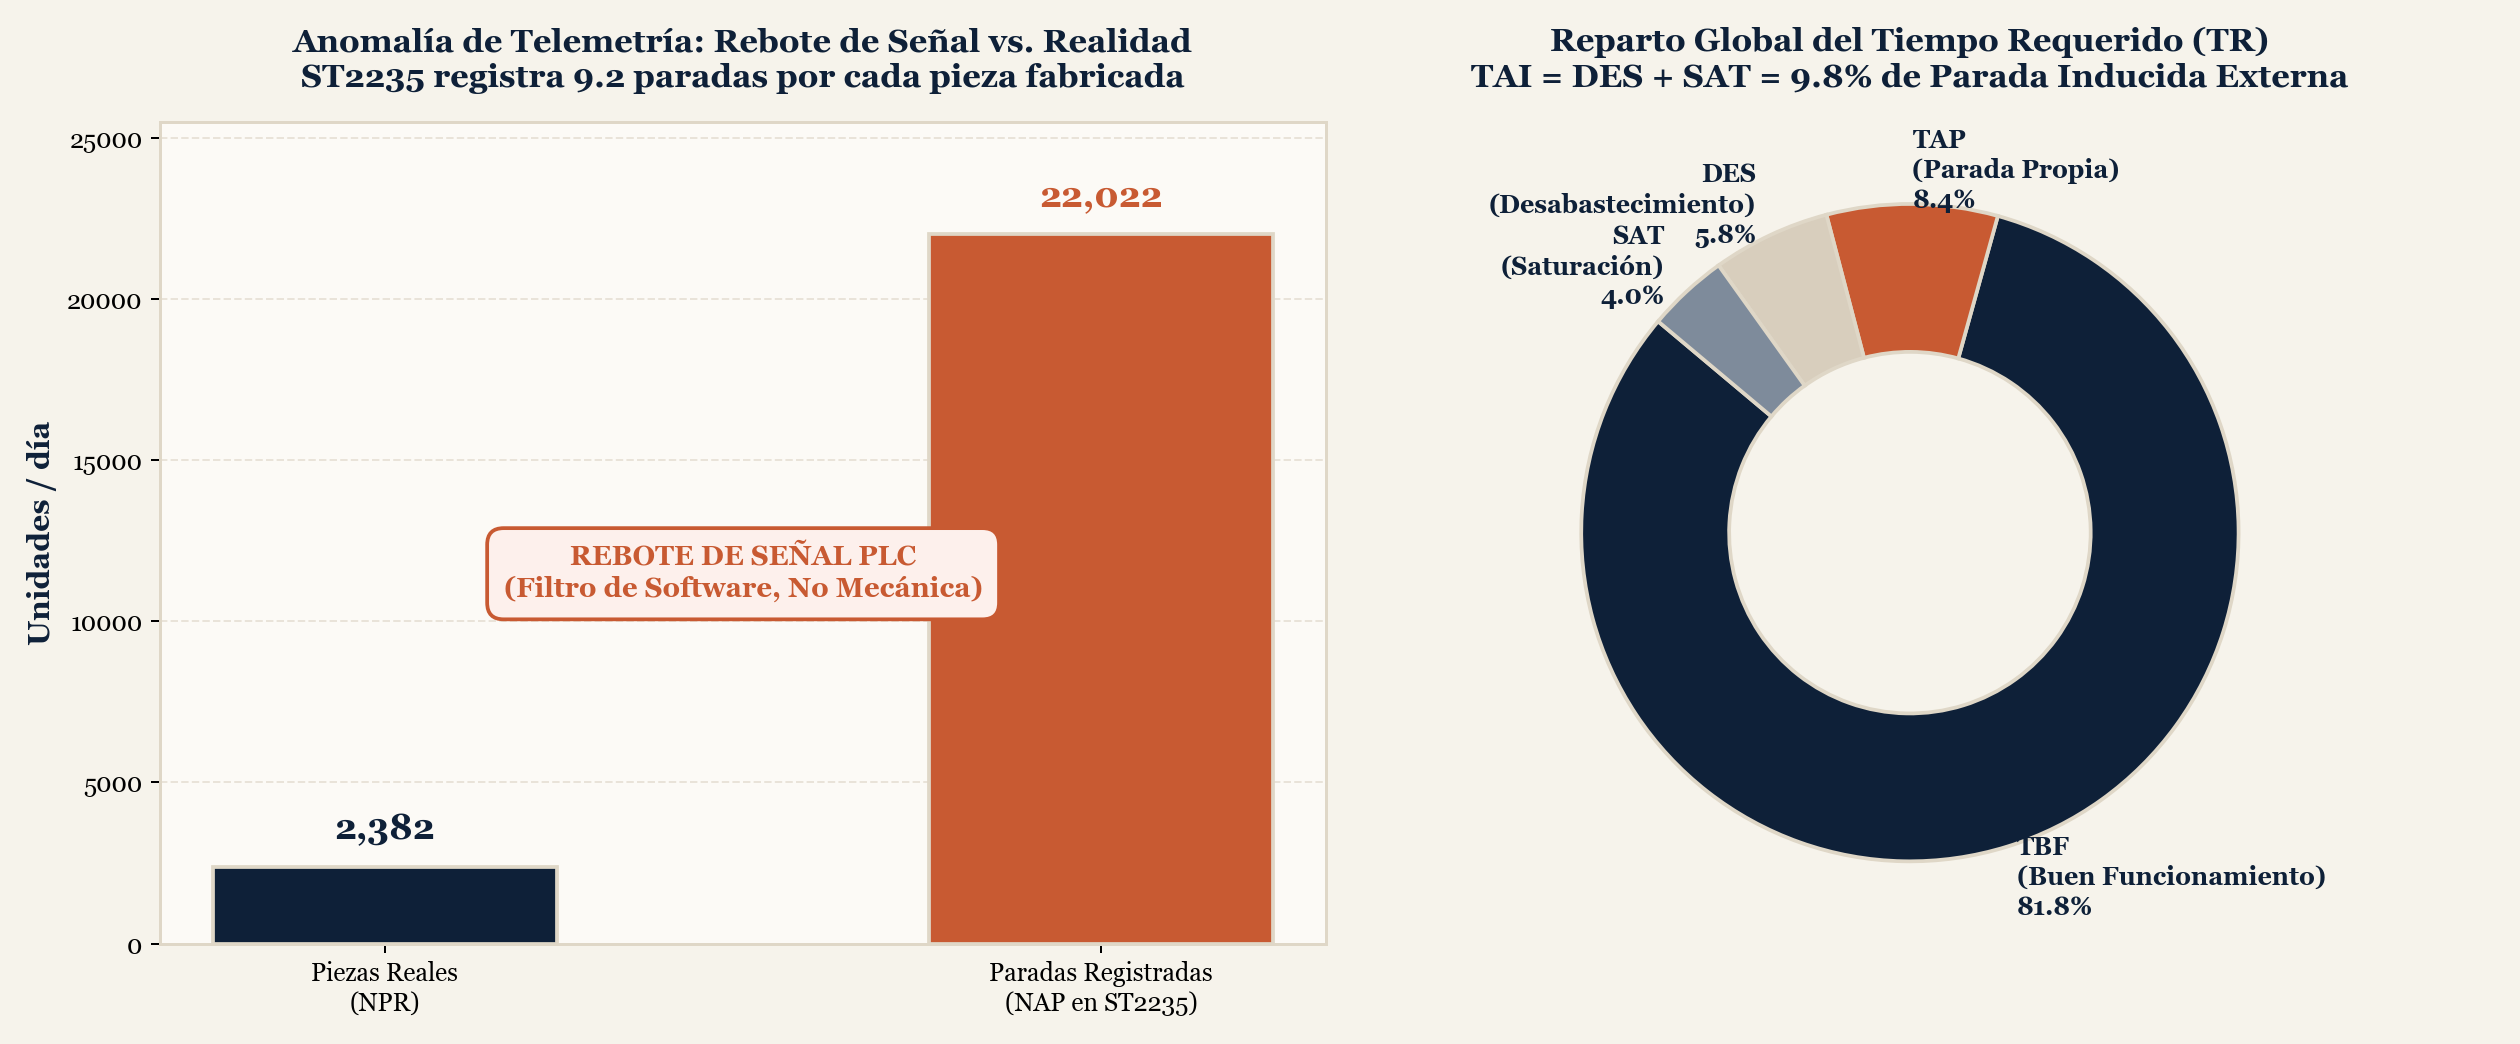 Anomalía de Telemetría: Rebote de Señal vs. Realidad
ST2235 registra 9.2 paradas por cada pieza fabricada
25000
20000
15000
10000
5000
0
Unidades / día
22,022
2,382
REBOTE DE SEÑAL PLC
(Filtro de Software, No Mecánica)
Piezas Reales
(NPR)
Paradas Registradas
(NAP en ST2235)
Reparto Global del Tiempo Requerido (TR)
TAI = DES + SAT = 9.8% de Parada Inducida Externa
TAP
(Parada Propia)
8.4%
DES
(Desabastecimiento)
5.8%
SAT
(Saturación)
4.0%
TBF
(Buen Funcionamiento)
81.8%